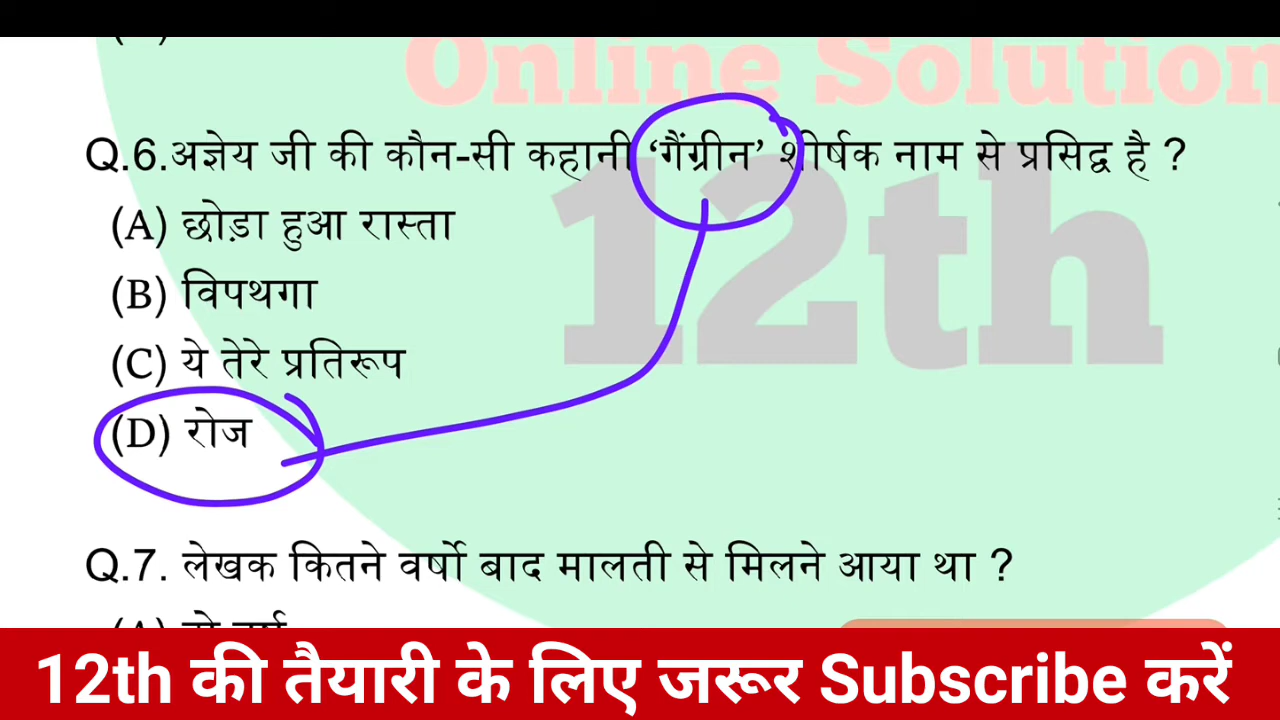 Online Solution
Q.6.अज्ञेय जी की कौन-सी कहानी ‘गैंग्रीन’ शीर्षक नाम से प्रसिद्ध है ?
(A) छोड़ा हुआ रास्ता
(B) विपथगा
(C) ये तेरे प्रतिरूप
(D) रोज
12th
Q.7. लेखक कितने वर्षो बाद मालती से मिलने आया था ?
12th की तैयारी के लिए जरूर Subscribe करें